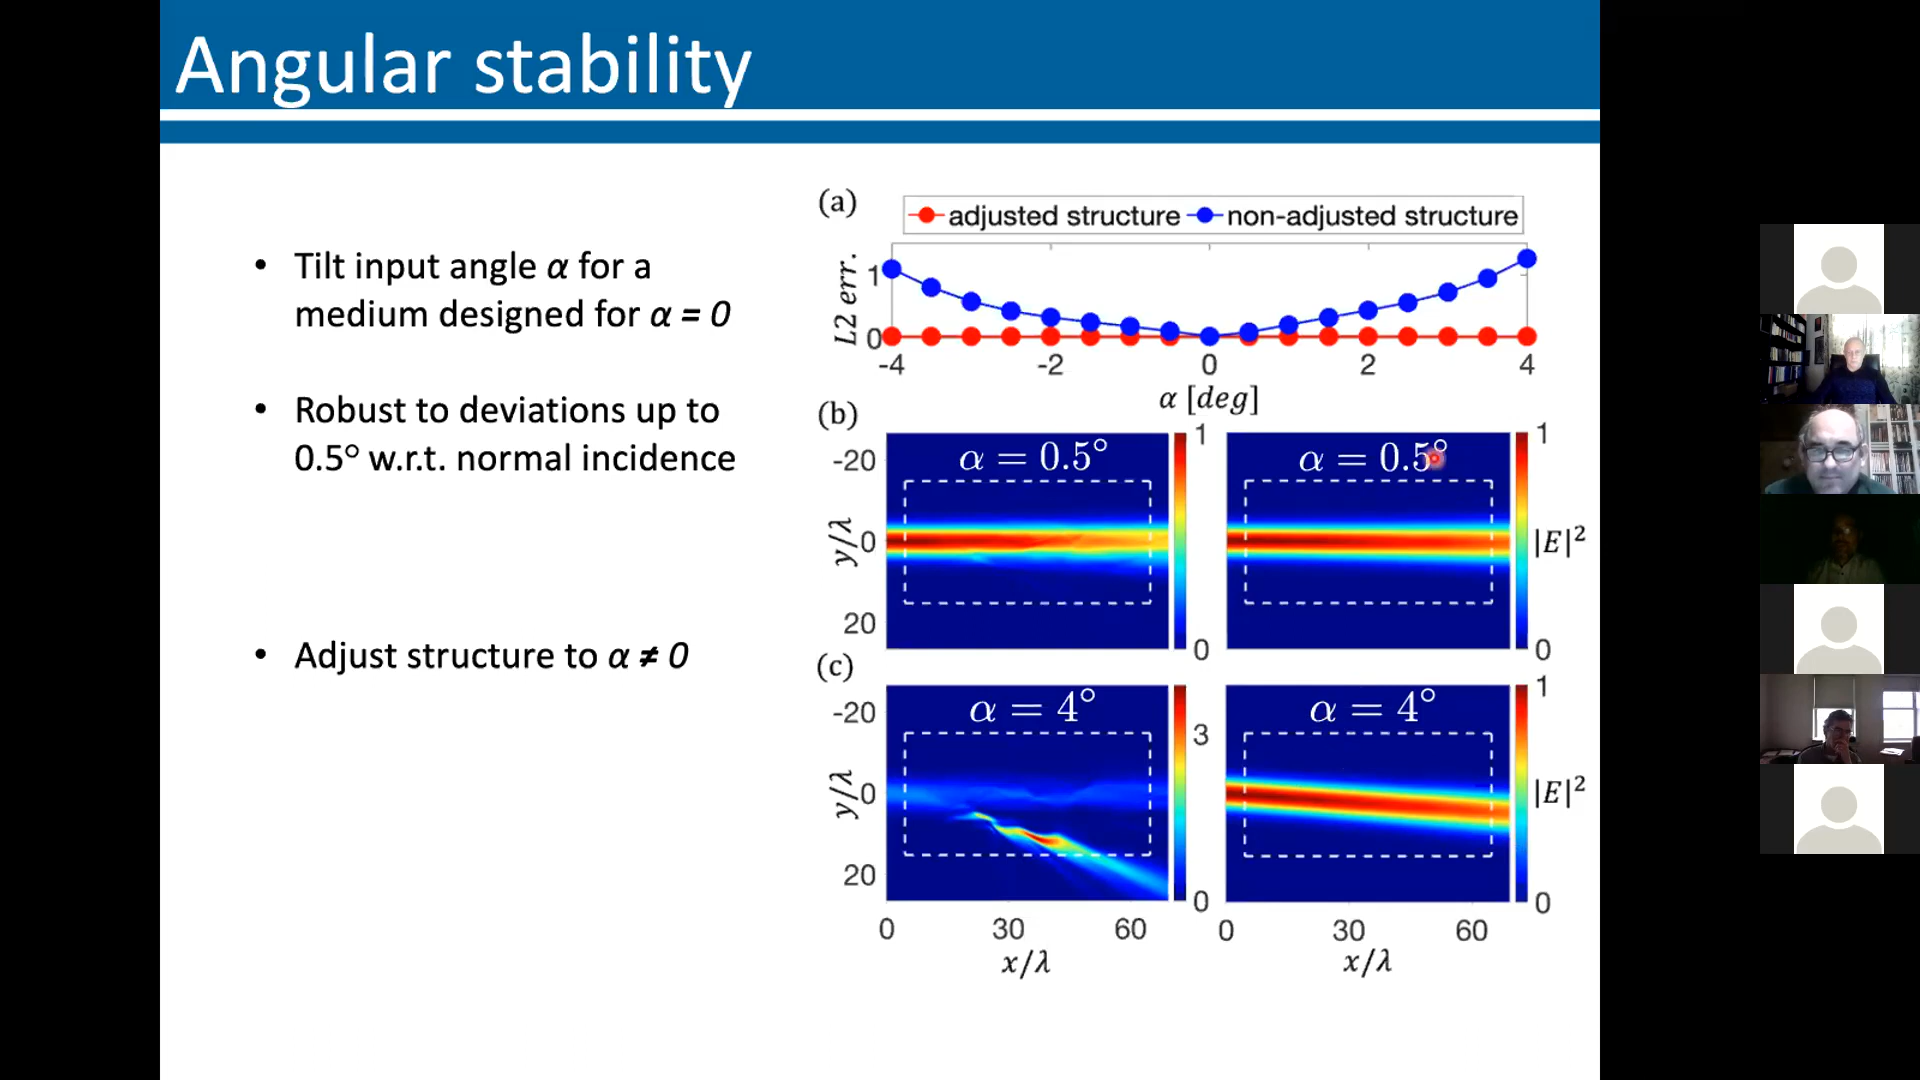 Angular stability
• Tilt input angle α for a
medium designed for α = 0
• Robust to deviations up to
0.5° w.r.t. normal incidence
• Adjust structure to α ≠ 0
(a)
adjusted structure non-adjusted structure
L2 err.
1
0
-4 -2 0 2 4
α [deg]
(b)
α = 0.5° 1 α = 0.5° 1
-20
y/λ 0 |E|²
20
0 0
(c)
α = 4° α = 4° 1
-20
3
y/λ 0 |E|²
20
0 0
0 30 60 0 30 60
x/λ x/λ